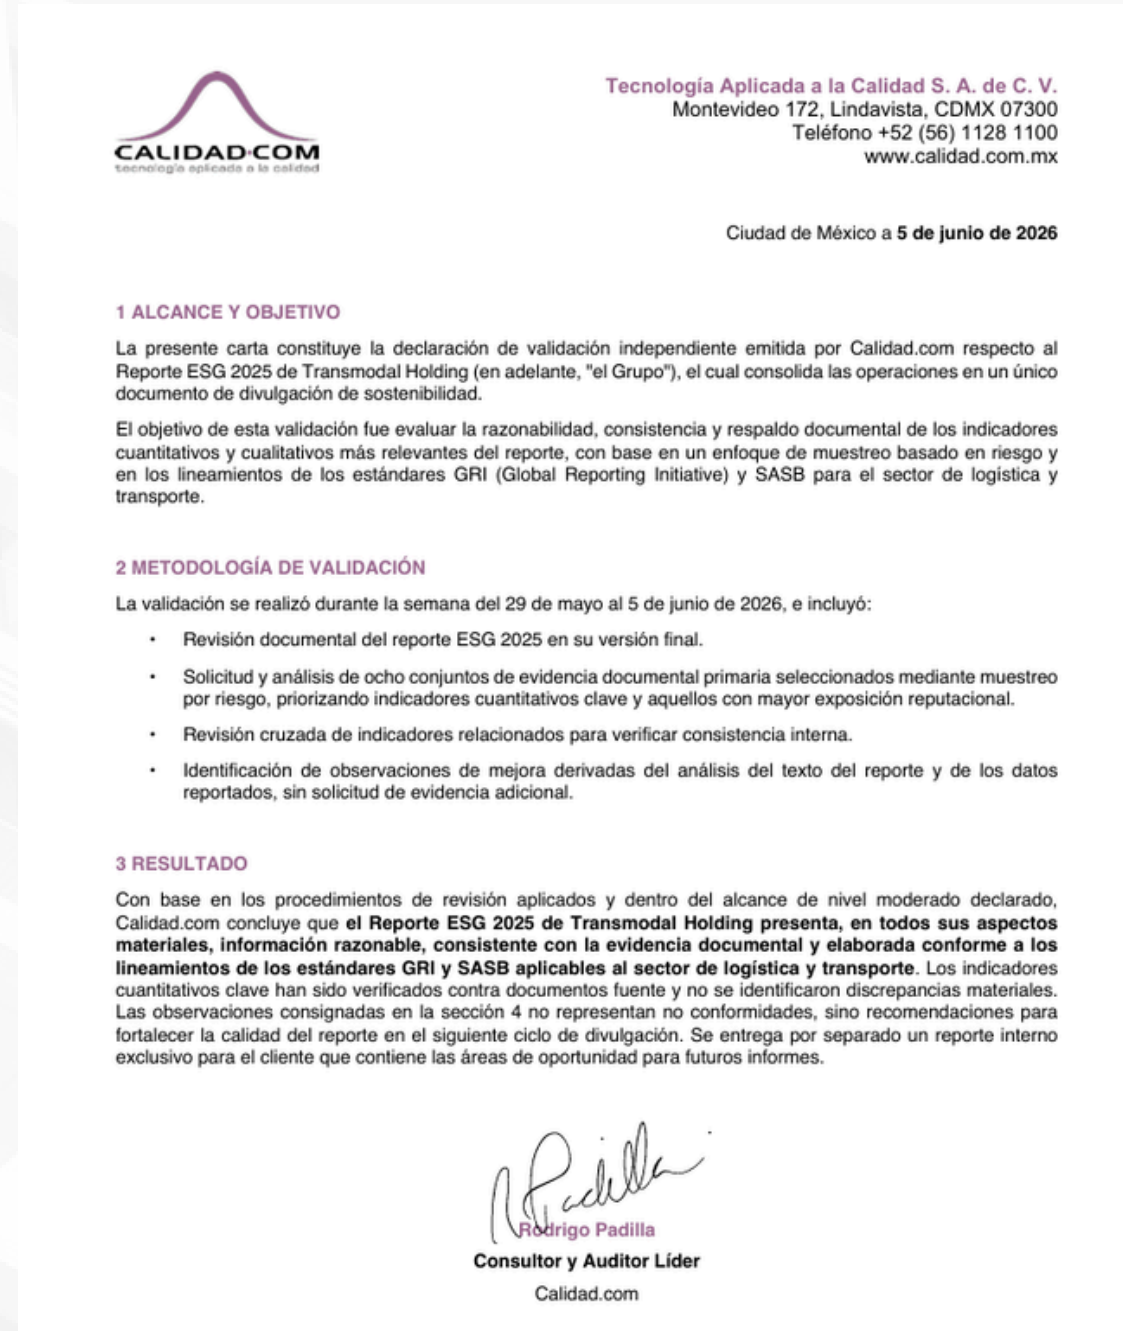 CALIDAD·COM
tecnología aplicada a la calidad
Tecnología Aplicada a la Calidad S. A. de C. V.
Montevideo 172, Lindavista, CDMX 07300
Teléfono +52 (56) 1128 1100
www.calidad.com.mx
Ciudad de México a 5 de junio de 2026
1 ALCANCE Y OBJETIVO
La presente carta constituye la declaración de validación independiente emitida por Calidad.com respecto al
Reporte ESG 2025 de Transmodal Holding (en adelante, "el Grupo"), el cual consolida las operaciones en un único
documento de divulgación de sostenibilidad.
El objetivo de esta validación fue evaluar la razonabilidad, consistencia y respaldo documental de los indicadores
cuantitativos y cualitativos más relevantes del reporte, con base en un enfoque de muestreo basado en riesgo y
en los lineamientos de los estándares GRI (Global Reporting Initiative) y SASB para el sector de logística y
transporte.
2 METODOLOGÍA DE VALIDACIÓN
La validación se realizó durante la semana del 29 de mayo al 5 de junio de 2026, e incluyó:
• Revisión documental del reporte ESG 2025 en su versión final.
• Solicitud y análisis de ocho conjuntos de evidencia documental primaria seleccionados mediante muestreo
por riesgo, priorizando indicadores cuantitativos clave y aquellos con mayor exposición reputacional.
• Revisión cruzada de indicadores relacionados para verificar consistencia interna.
• Identificación de observaciones de mejora derivadas del análisis del texto del reporte y de los datos
reportados, sin solicitud de evidencia adicional.
3 RESULTADO
Con base en los procedimientos de revisión aplicados y dentro del alcance de nivel moderado declarado,
Calidad.com concluye que el Reporte ESG 2025 de Transmodal Holding presenta, en todos sus aspectos
materiales, información razonable, consistente con la evidencia documental y elaborada conforme a los
lineamientos de los estándares GRI y SASB aplicables al sector de logística y transporte. Los indicadores
cuantitativos clave han sido verificados contra documentos fuente y no se identificaron discrepancias materiales.
Las observaciones consignadas en la sección 4 no representan no conformidades, sino recomendaciones para
fortalecer la calidad del reporte en el siguiente ciclo de divulgación. Se entrega por separado un reporte interno
exclusivo para el cliente que contiene las áreas de oportunidad para futuros informes.
RPadilla
Rodrigo Padilla
Consultor y Auditor Líder
Calidad.com